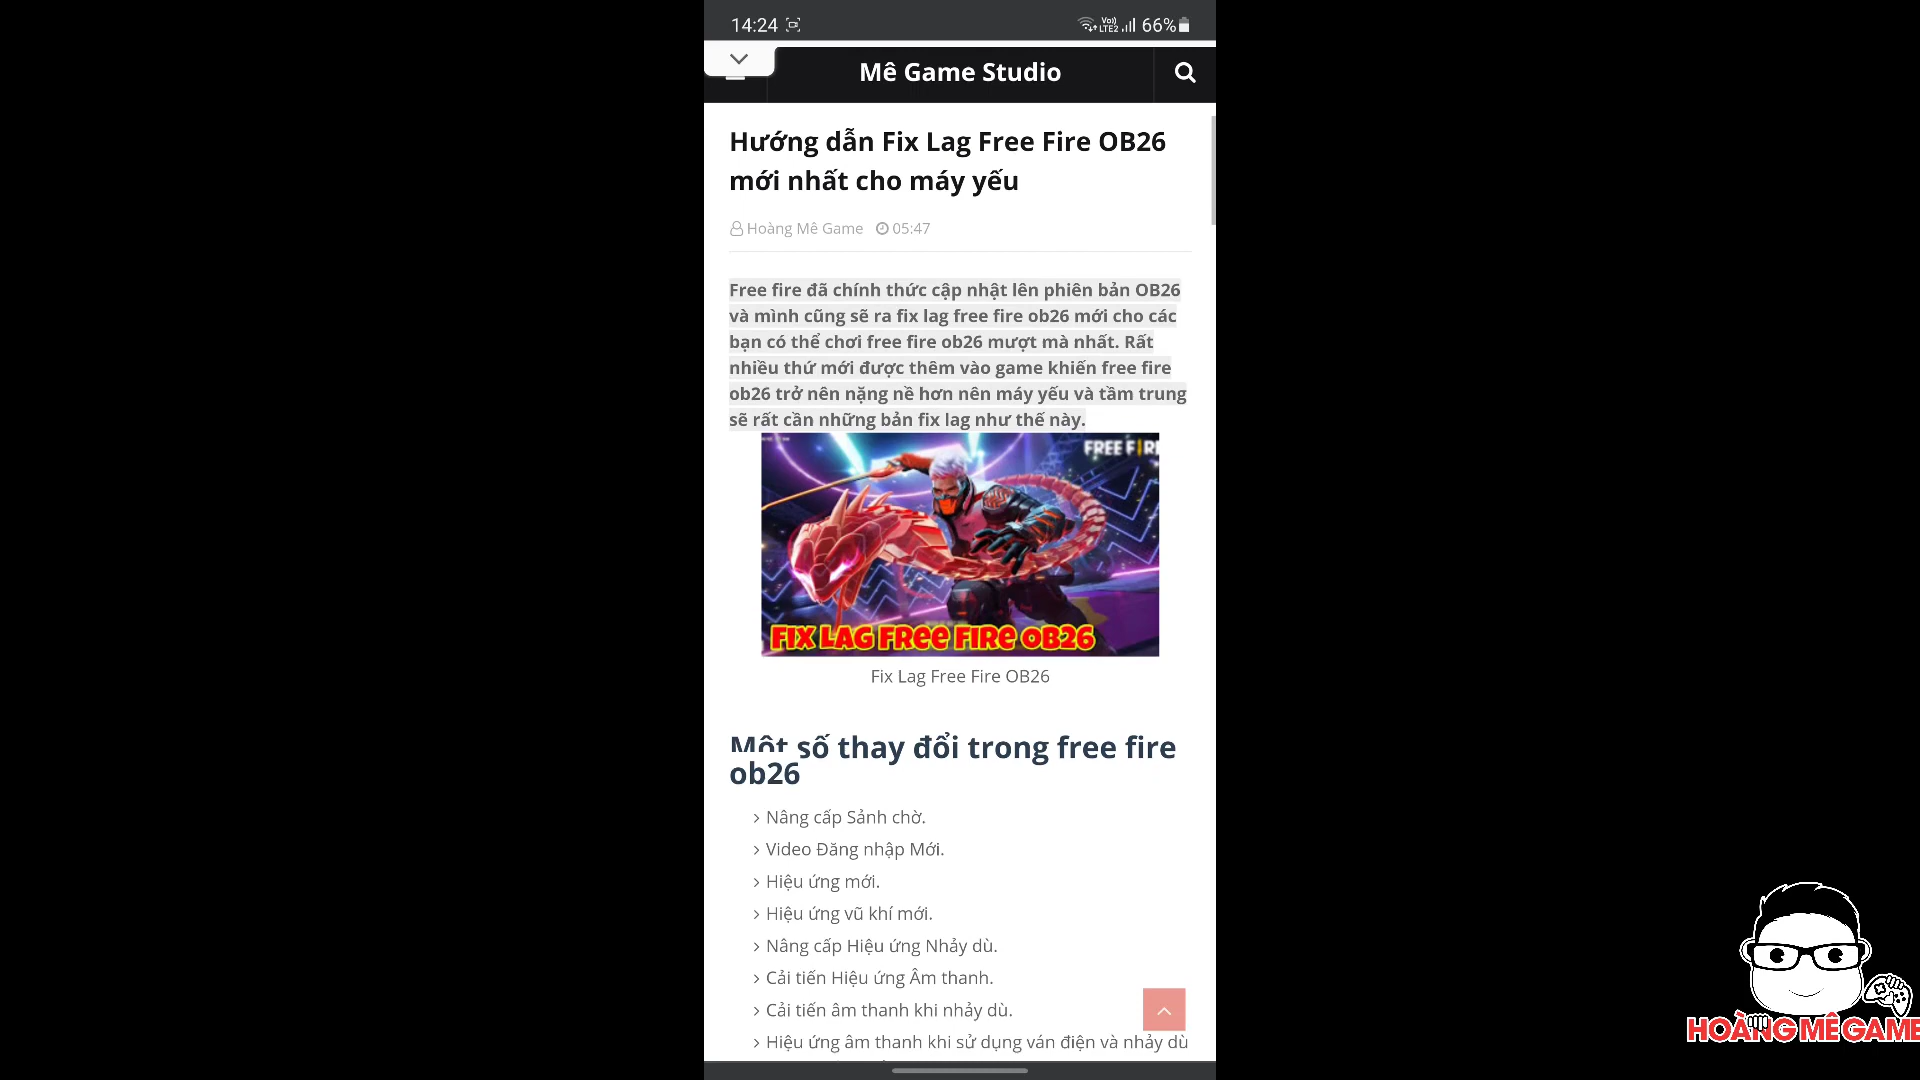 14:24
Vo))
LTE2
66%
Mê Game Studio
Hướng dẫn Fix Lag Free Fire OB26
mới nhất cho máy yếu
Hoàng Mê Game 05:47
Free fire đã chính thức cập nhật lên phiên bản OB26
và mình cũng sẽ ra fix lag free fire ob26 mới cho các
bạn có thể chơi free fire ob26 mượt mà nhất. Rất
nhiều thứ mới được thêm vào game khiến free fire
ob26 trở nên nặng nề hơn nên máy yếu và tầm trung
sẽ rất cần những bản fix lag như thế này.
FREE FIRE
FIX LAG FREE FIRE OB26
Fix Lag Free Fire OB26
Một số thay đổi trong free fire
ob26
> Nâng cấp Sảnh chờ.
> Video Đăng nhập Mới.
> Hiệu ứng mới.
> Hiệu ứng vũ khí mới.
> Nâng cấp Hiệu ứng Nhảy dù.
> Cải tiến Hiệu ứng Âm thanh.
> Cải tiến âm thanh khi nhảy dù.
> Hiệu ứng âm thanh khi sử dụng ván điện và nhảy dù
HOÀNG MÊ GAME